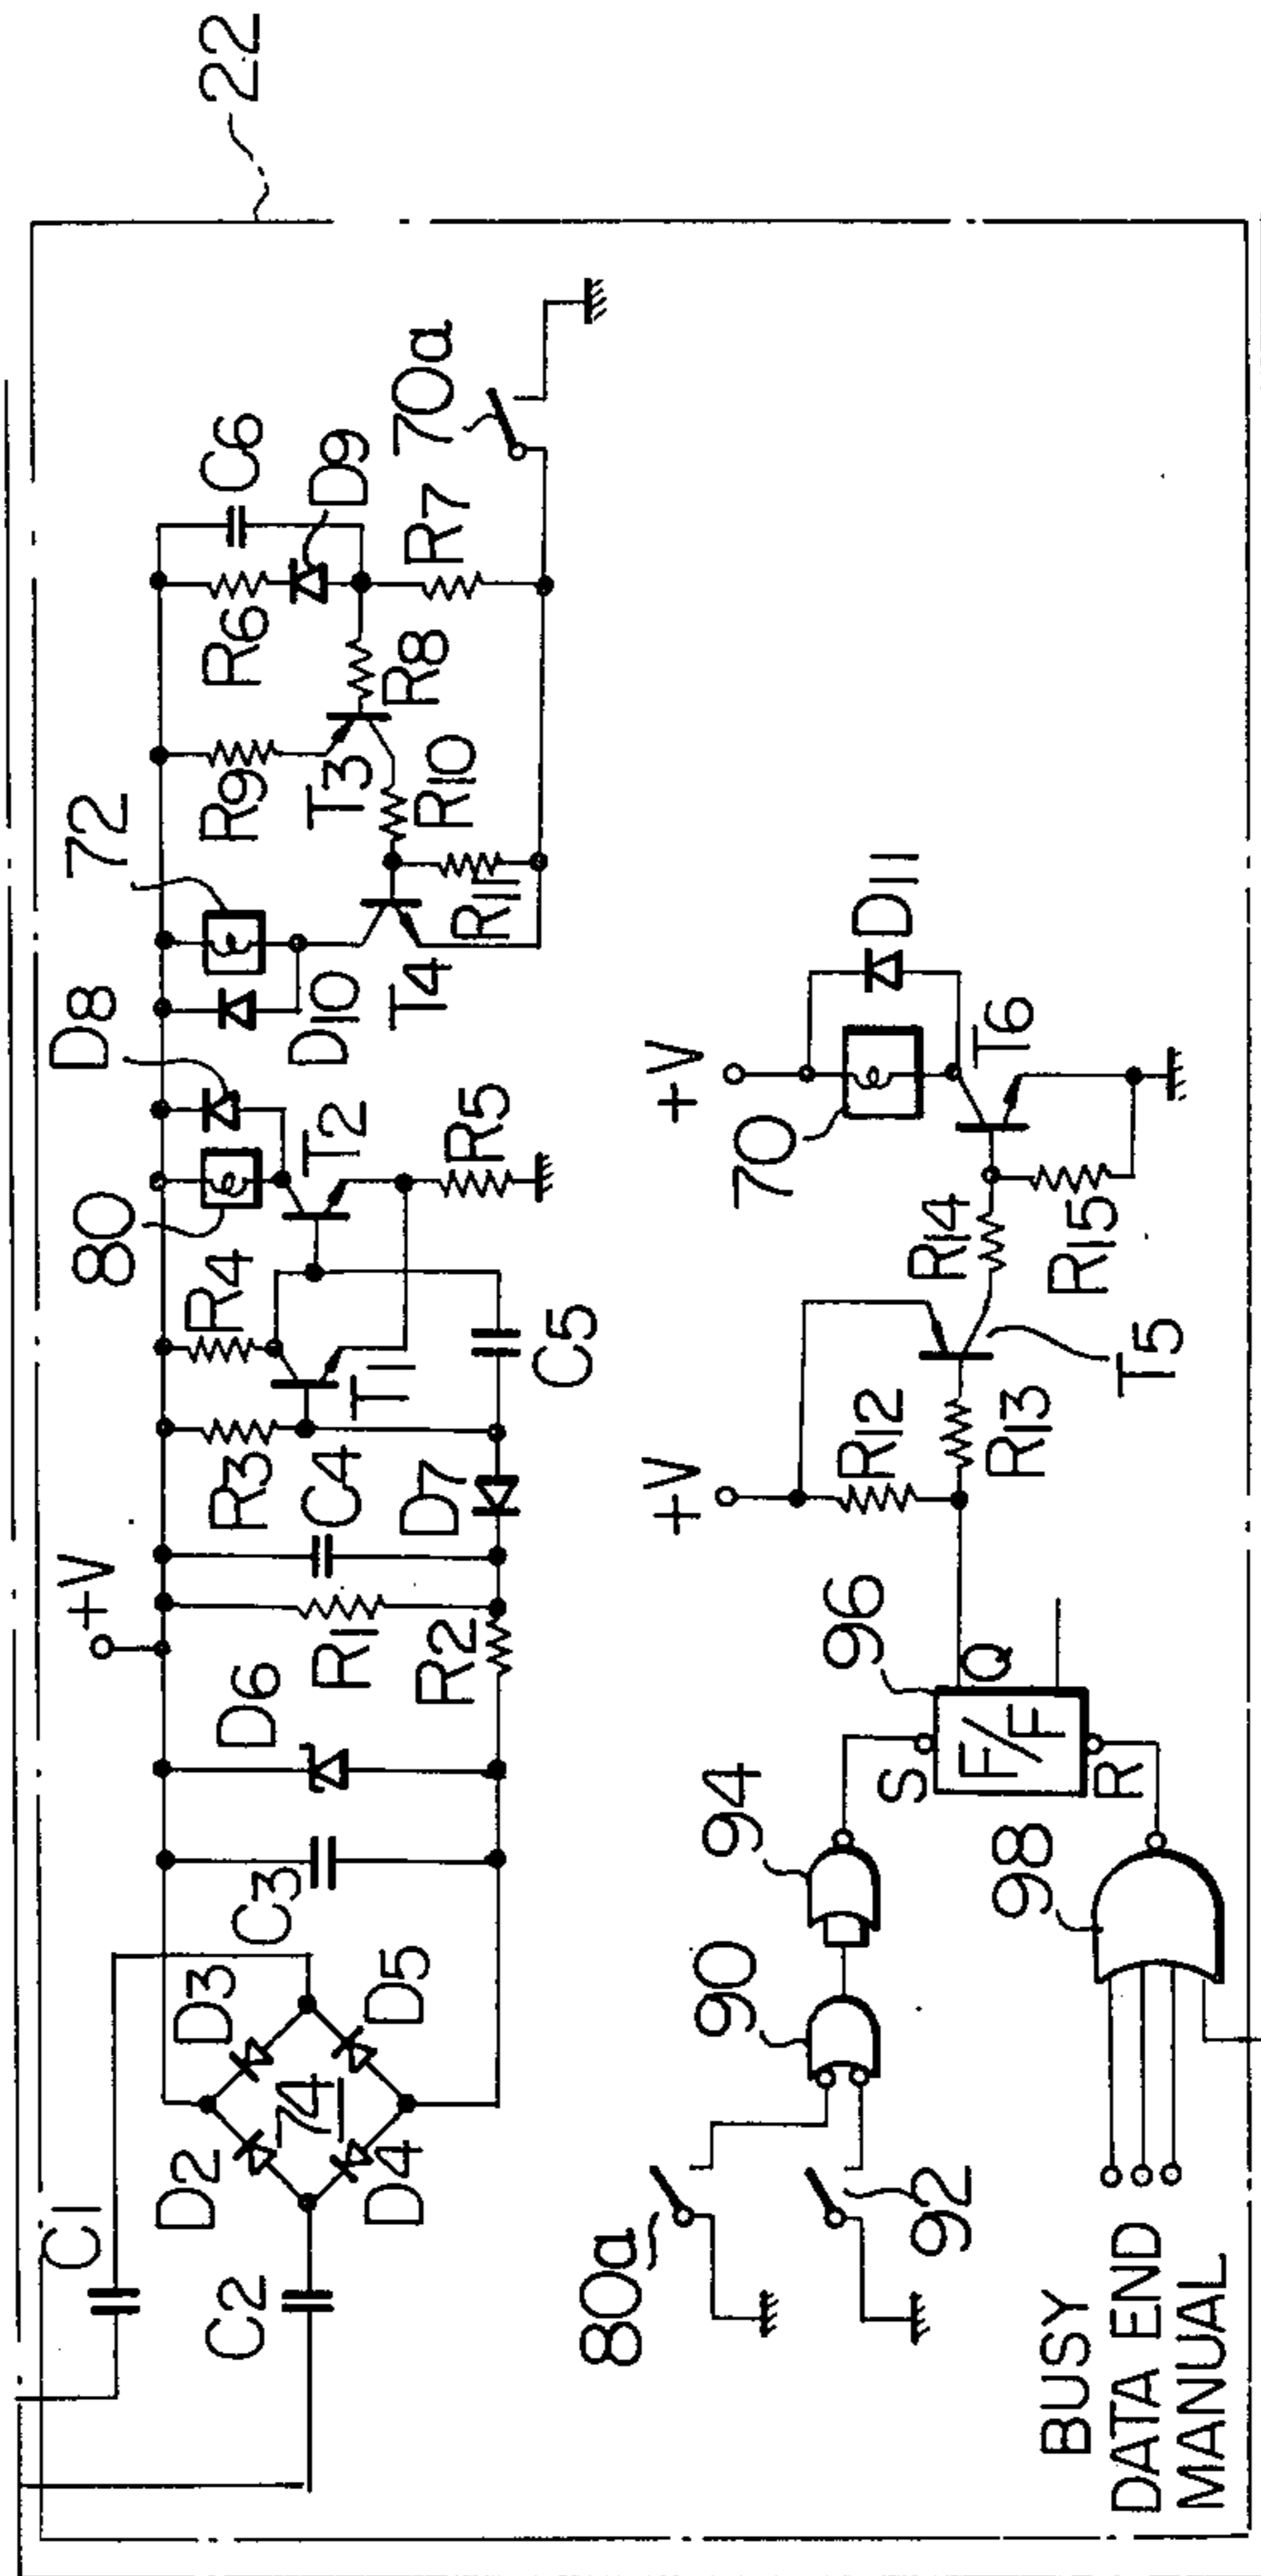 22
C1
C2
D2
D3
74
D4
D5
C3
D6
+V
R1
R2
C4
D7
R3
R4
T1
C5
80
D8
T2
R5
72
D10
T4
R9
T3
R10
R11
R6
R8
C6
D9
R7
70a
80a
92
90
94
BUSY
DATA END
MANUAL
98
S
F/F
Q
R
96
+V
R12
R13
T5
R14
R15
+V
70
T6
D11